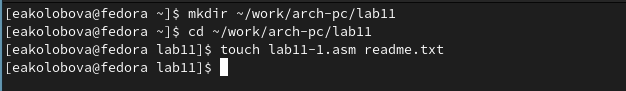 [eakolobova@fedora ~]$ mkdir ~/work/arch-pc/lab11
[eakolobova@fedora ~]$ cd ~/work/arch-pc/lab11
[eakolobova@fedora lab11]$ touch lab11-1.asm readme.txt
[eakolobova@fedora lab11]$